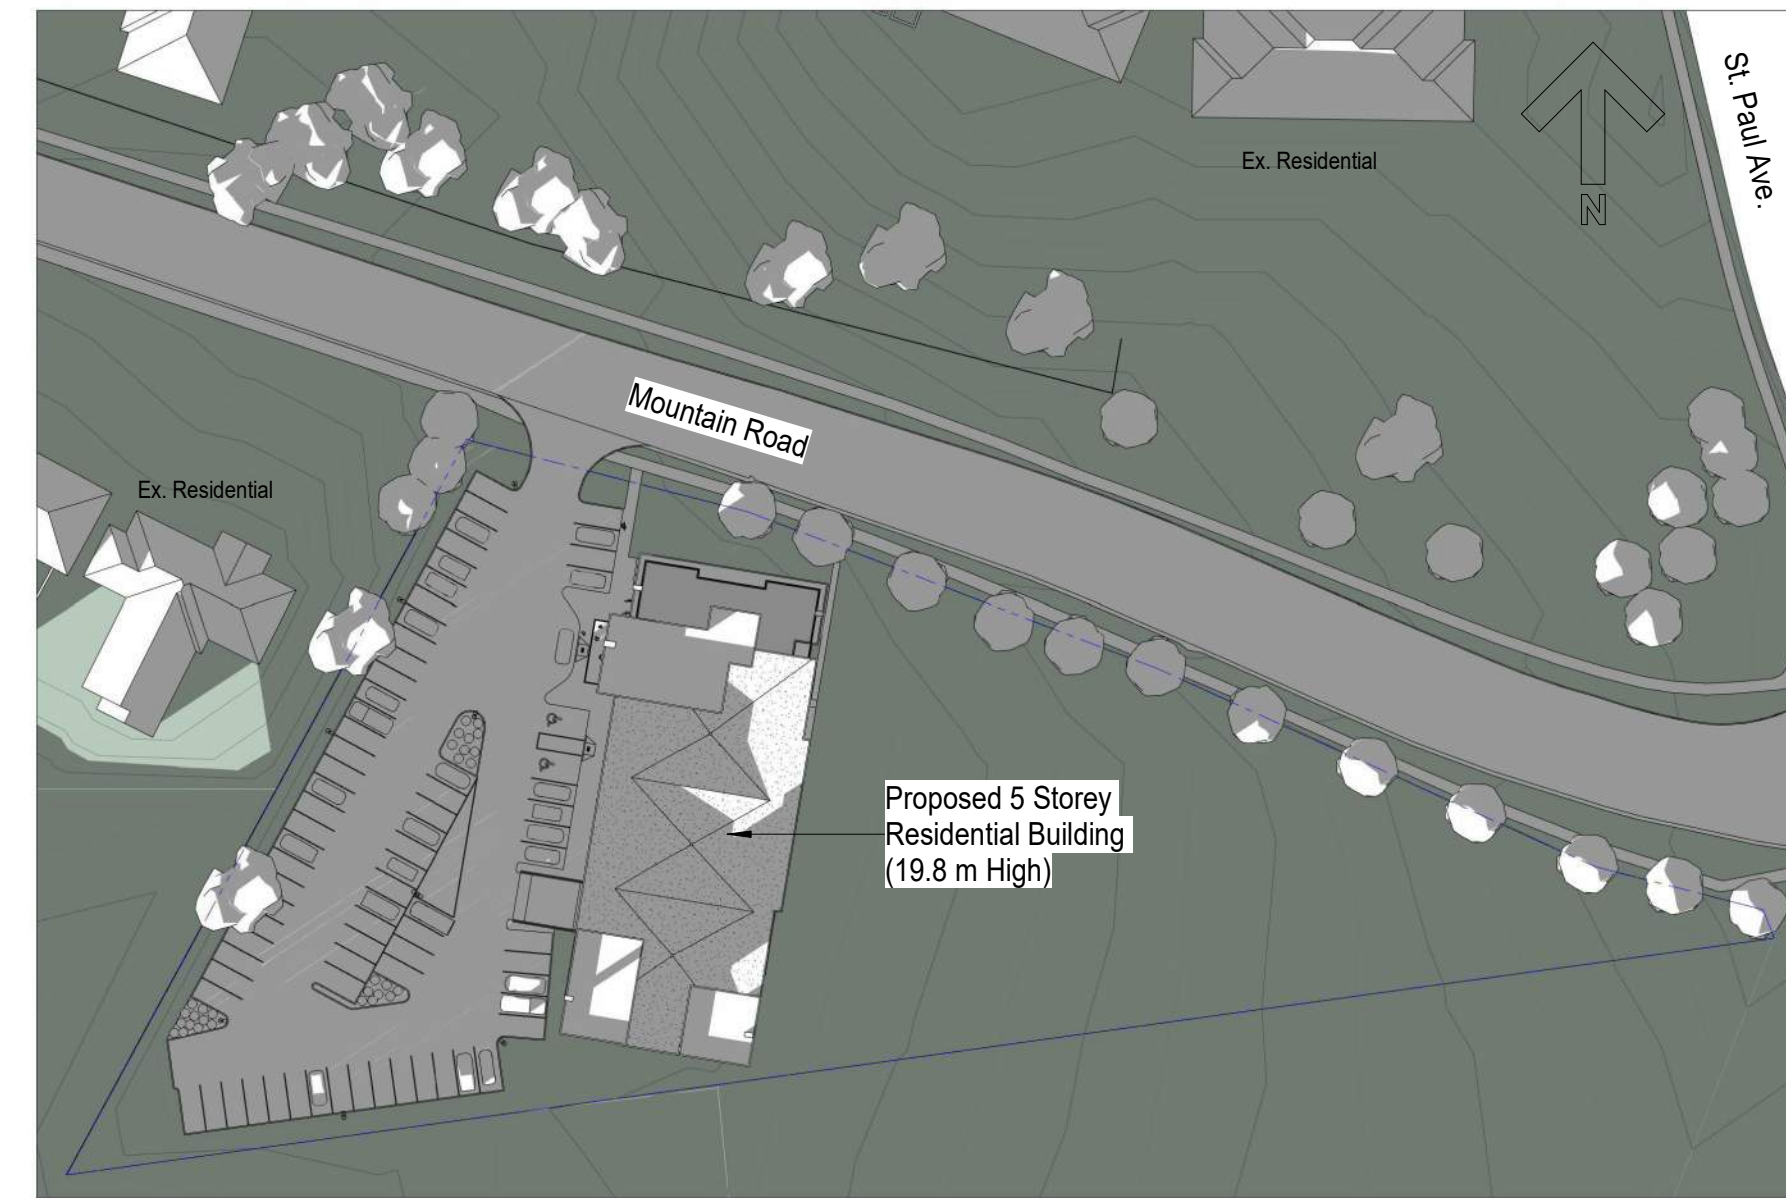 St. Paul Ave.
Ex. Residential
N
Mountain Road
Ex. Residential
Proposed 5 Storey
Residential Building
(19.8 m High)